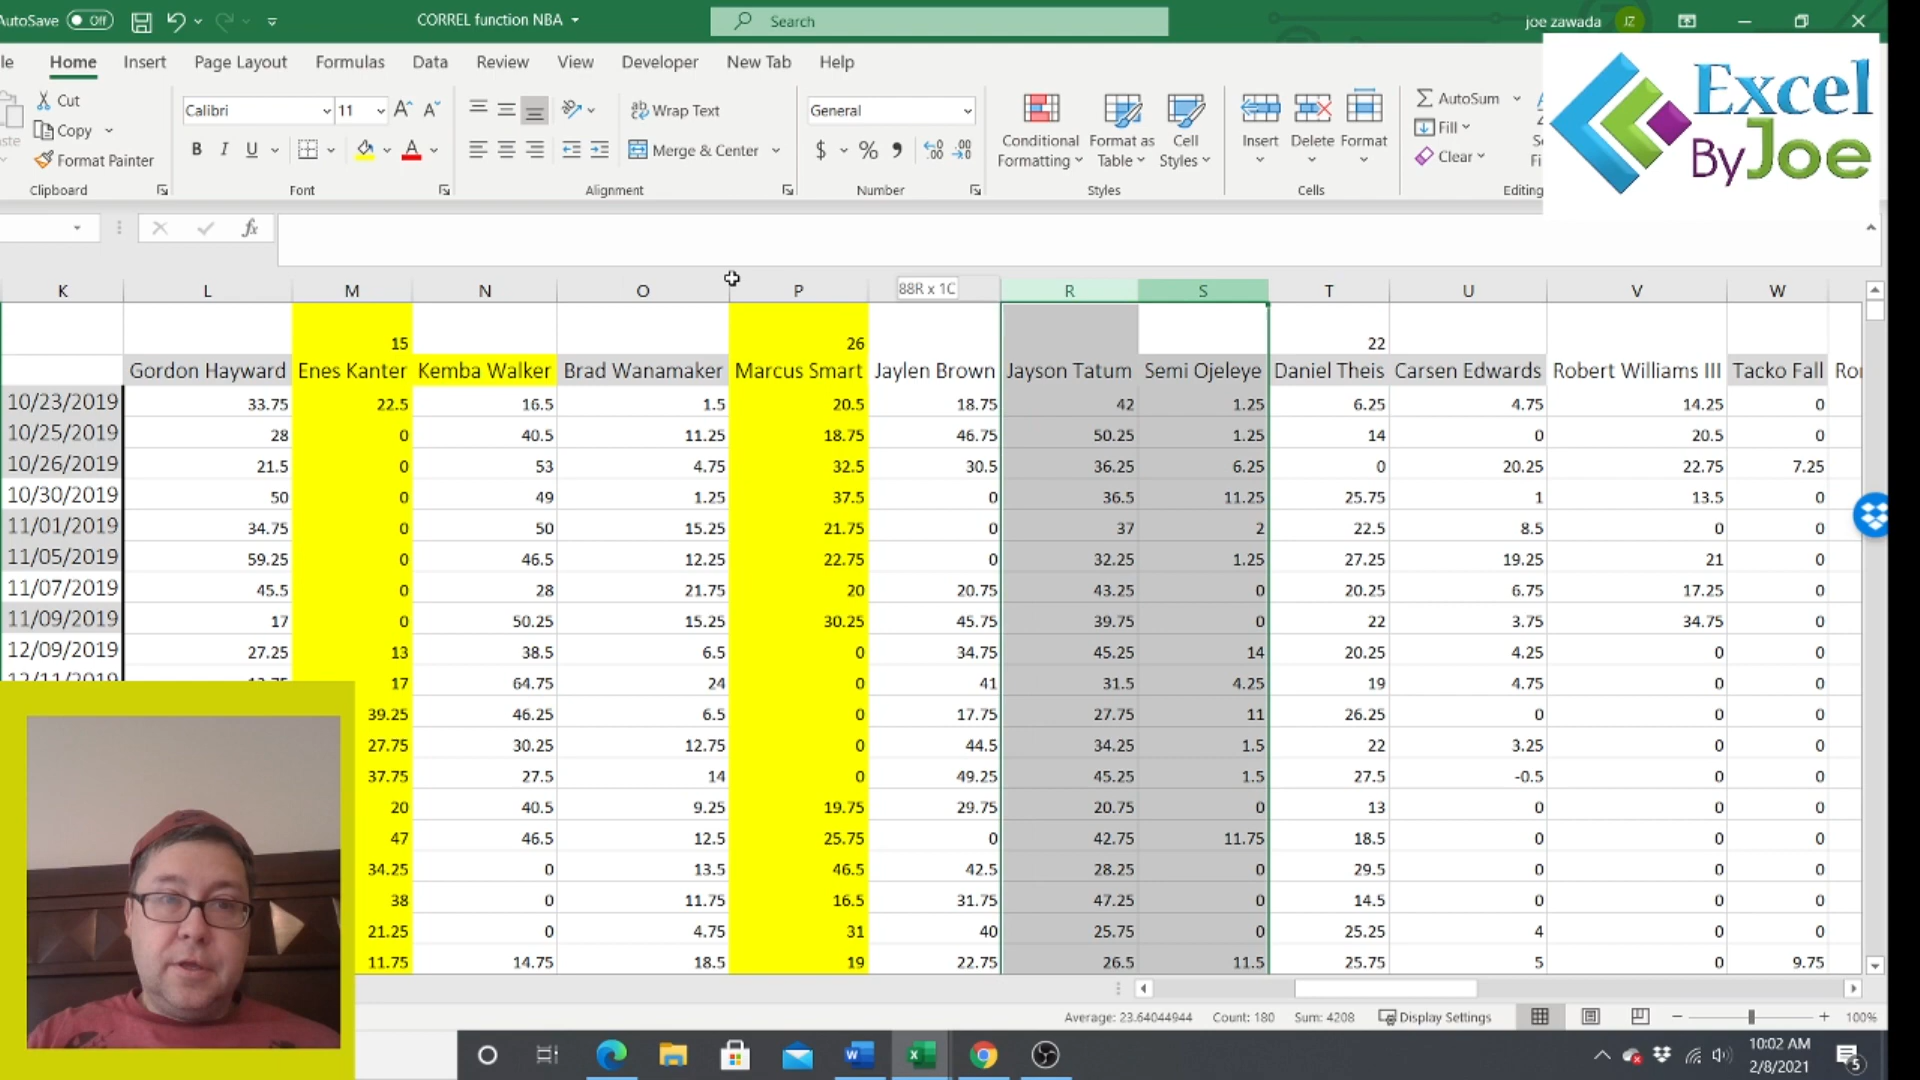 AutoSave Off CORREL function NBA Search joe zawada JZ
Home Insert Page Layout Formulas Data Review View Developer New Tab Help
Cut
Copy
Format Painter
Clipboard
Calibri 11
B I U
Font
Wrap Text
Merge & Center
Alignment
General
$ % 9
Number
Conditional Formatting
Format as Table
Cell Styles
Styles
Insert Delete Format
Cells
AutoSum
Fill
Clear
Editing
Excel
ByJoe
fx
K L M N O P 88R x 1C R S T U V W
15 26 22
Gordon Hayward Enes Kanter Kemba Walker Brad Wanamaker Marcus Smart Jaylen Brown Jayson Tatum Semi Ojeleye Daniel Theis Carsen Edwards Robert Williams III Tacko Fall
10/23/2019 33.75 22.5 16.5 1.5 20.5 18.75 42 1.25 6.25 4.75 14.25 0
10/25/2019 28 0 40.5 11.25 18.75 46.75 50.25 1.25 14 0 20.5 0
10/26/2019 21.5 0 53 4.75 32.5 30.5 36.25 6.25 0 20.25 22.75 7.25
10/30/2019 50 0 49 1.25 37.5 0 36.5 11.25 25.75 1 13.5 0
11/01/2019 34.75 0 50 15.25 21.75 0 37 2 22.5 8.5 0 0
11/05/2019 59.25 0 46.5 12.25 22.75 0 32.25 1.25 27.25 19.25 21 0
11/07/2019 45.5 0 28 21.75 20 20.75 43.25 0 20.25 6.75 17.25 0
11/09/2019 17 0 50.25 15.25 30.25 45.75 39.75 0 22 3.75 34.75 0
12/09/2019 27.25 13 38.5 6.5 0 34.75 45.25 14 20.25 4.25 0 0
17 64.75 24 0 41 31.5 4.25 19 4.75 0 0
39.25 46.25 6.5 0 17.75 27.75 11 26.25 0 0 0
27.75 30.25 12.75 0 44.5 34.25 1.5 22 3.25 0 0
37.75 27.5 14 0 49.25 45.25 1.5 27.5 -0.5 0 0
20 40.5 9.25 19.75 29.75 20.75 0 13 0 0 0
47 46.5 12.5 25.75 0 42.75 11.75 18.5 0 0 0
34.25 0 13.5 46.5 42.5 28.25 0 29.5 0 0 0
38 0 11.75 16.5 31.75 47.25 0 14.5 0 0 0
21.25 0 4.75 31 40 25.75 0 25.25 4 0 0
11.75 14.75 18.5 19 22.75 26.5 11.5 25.75 5 0 9.75
Average: 23.64044944 Count: 180 Sum: 4208 Display Settings 100%
10:02 AM
2/8/2021
5